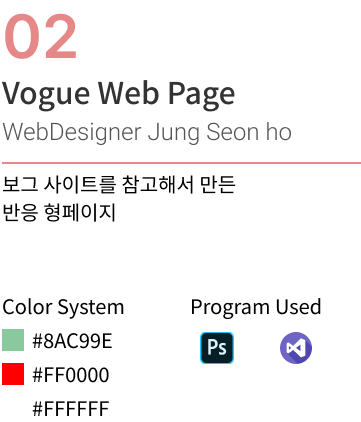 02
Vogue Web Page
WebDesigner Jung Seon ho
보그 사이트를 참고해서 만든
반응 형페이지
Color System
#8AC99E
#FF0000
#FFFFFF
Program Used
Ps